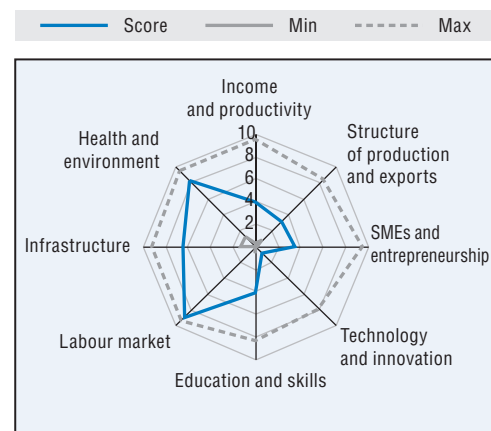 Score Min Max
Income
and productivity
Health and
environment
Structure
of production
and exports
10
8
6
4
2
Infrastructure
SMEs and
entrepreneurship
Labour market
Technology
and innovation
Education and skills